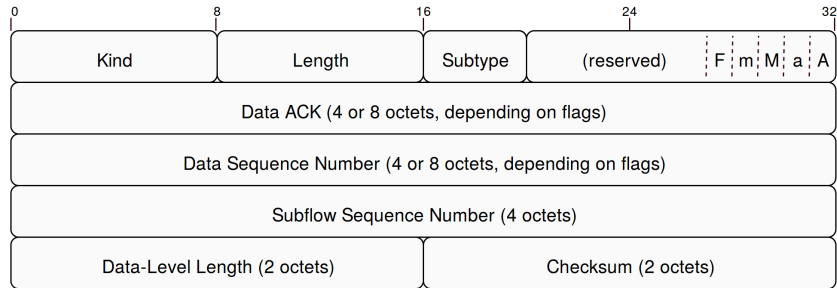 0 8 16 24 32
Kind Length Subtype (reserved) F m M a A
Data ACK (4 or 8 octets, depending on flags)
Data Sequence Number (4 or 8 octets, depending on flags)
Subflow Sequence Number (4 octets)
Data-Level Length (2 octets) Checksum (2 octets)